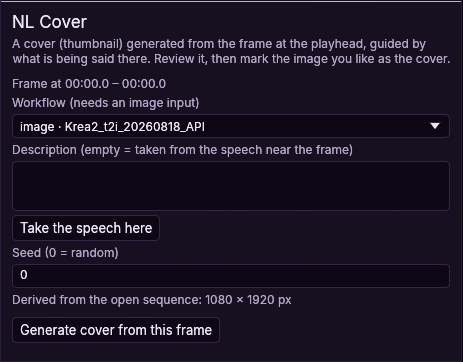 NL Cover
A cover (thumbnail) generated from the frame at the playhead, guided by
what is being said there. Review it, then mark the image you like as the cover.
Frame at 00:00.0 – 00:00.0
Workflow (needs an image input)
image · Krea2_t2i_20260818_API
Description (empty = taken from the speech near the frame)
Take the speech here
Seed (0 = random)
0
Derived from the open sequence: 1080 × 1920 px
Generate cover from this frame